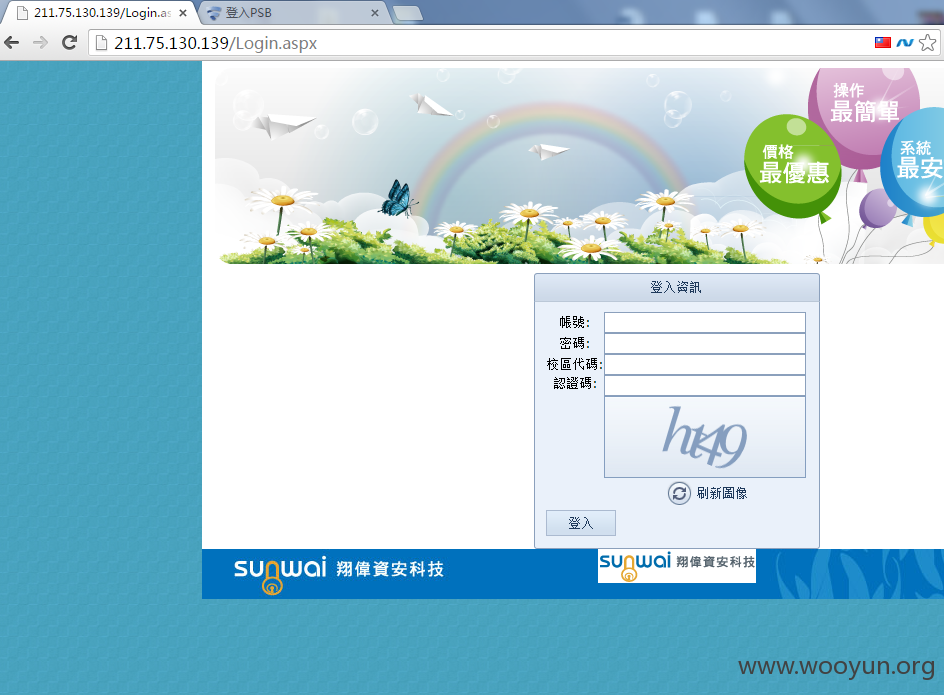 211.75.130.139/Login.as
登入PSB
211.75.130.139/Login.aspx
操作
最簡單
價格
最優惠
系統
最安
登入資訊
帳號:
密碼:
校區代碼:
認證碼:
ht49
刷新圖像
登入
sunwai 翔偉資安科技
sunwai 翔偉資安科技
www.wooyun.org